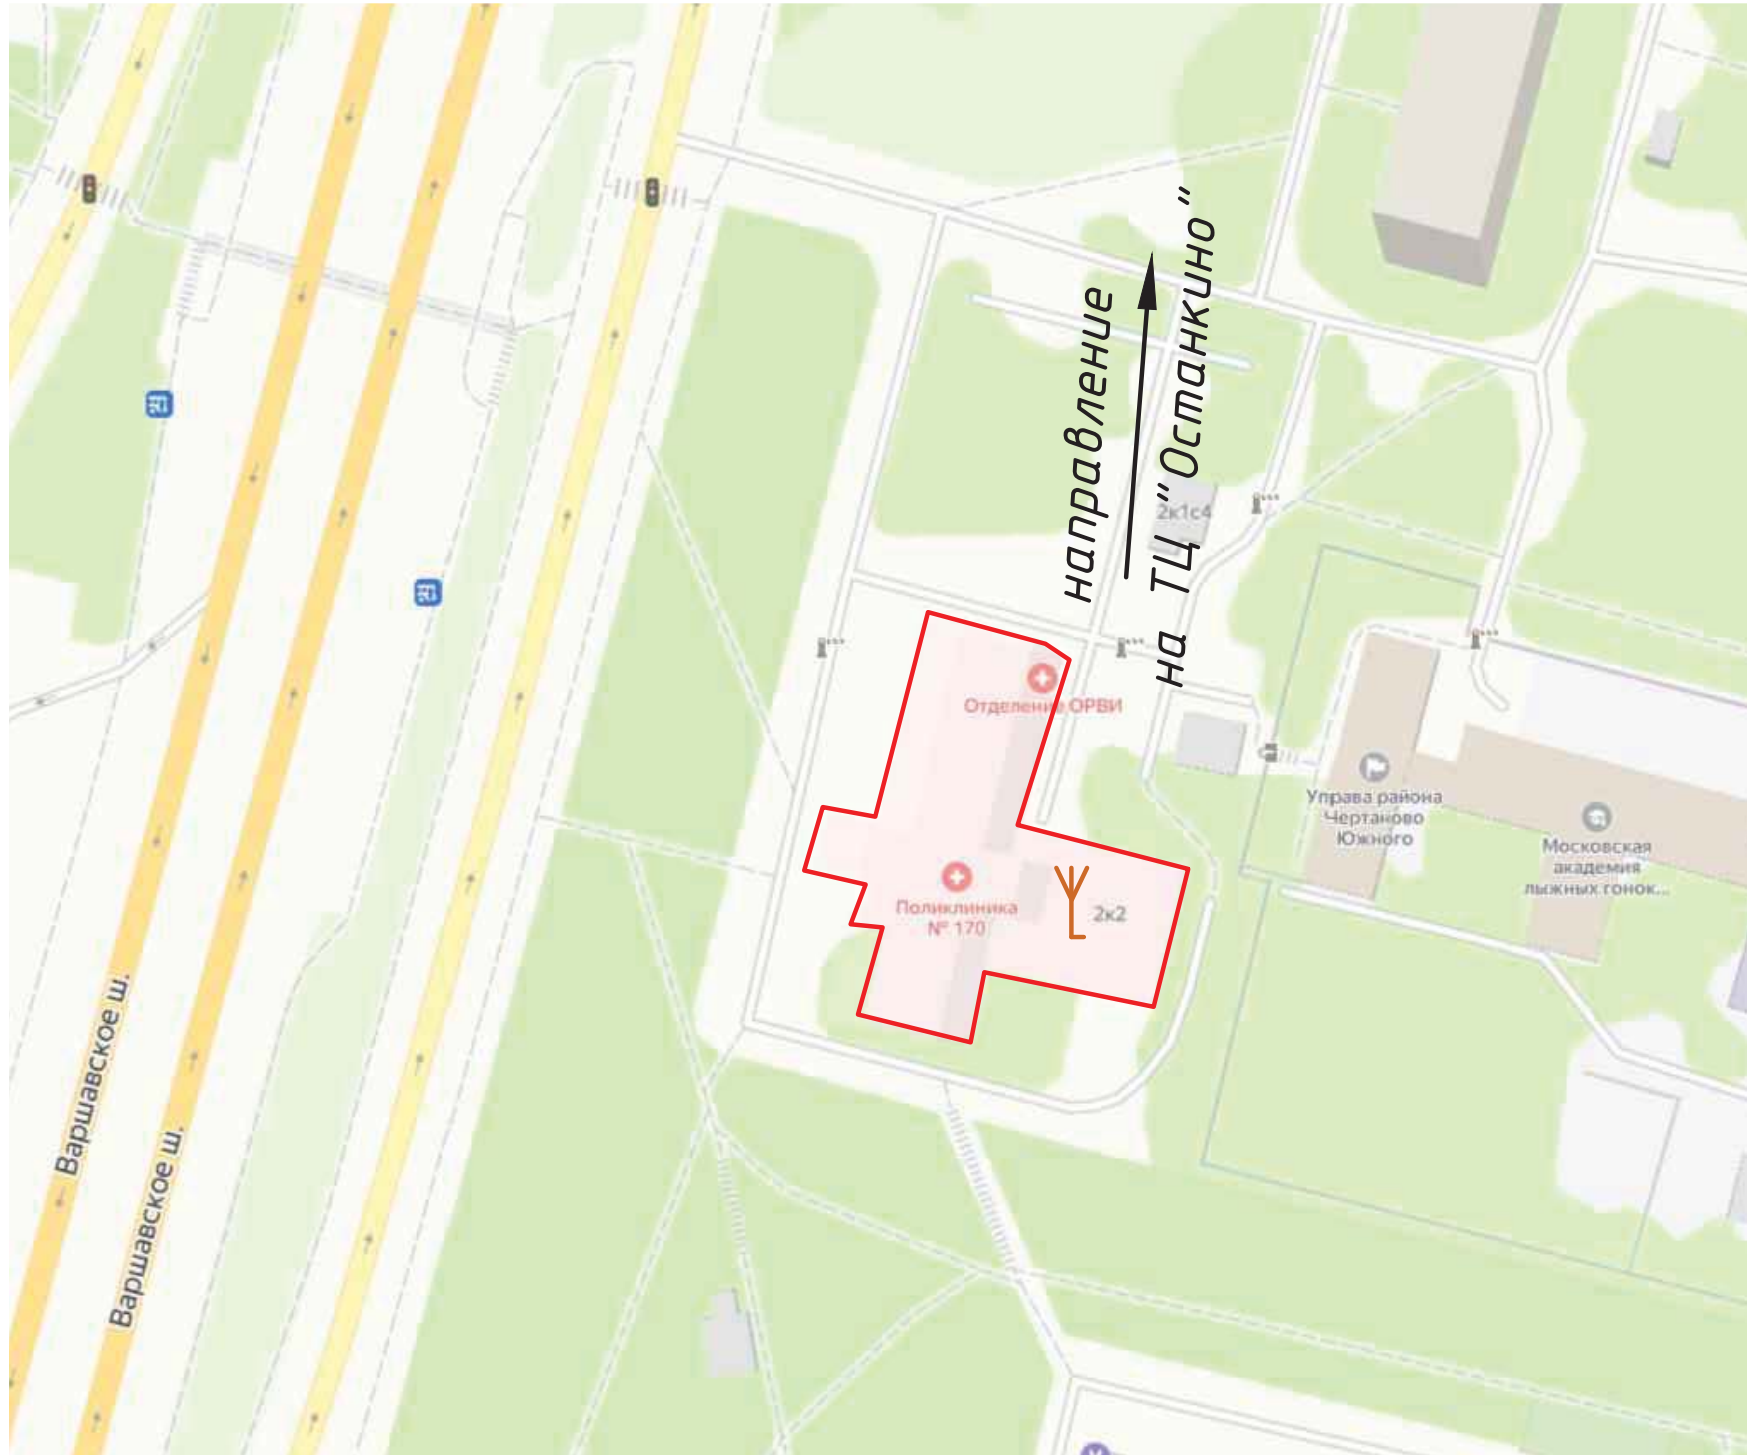 направление
на ТЦ"Останкино"
2к1с4
Отделение ОРВИ
Поликлиника
№ 170
2к2
Управа района
Чертаново
Южного
Московская
академия
лыжных гонок...
Варшавское ш.
Варшавское ш.